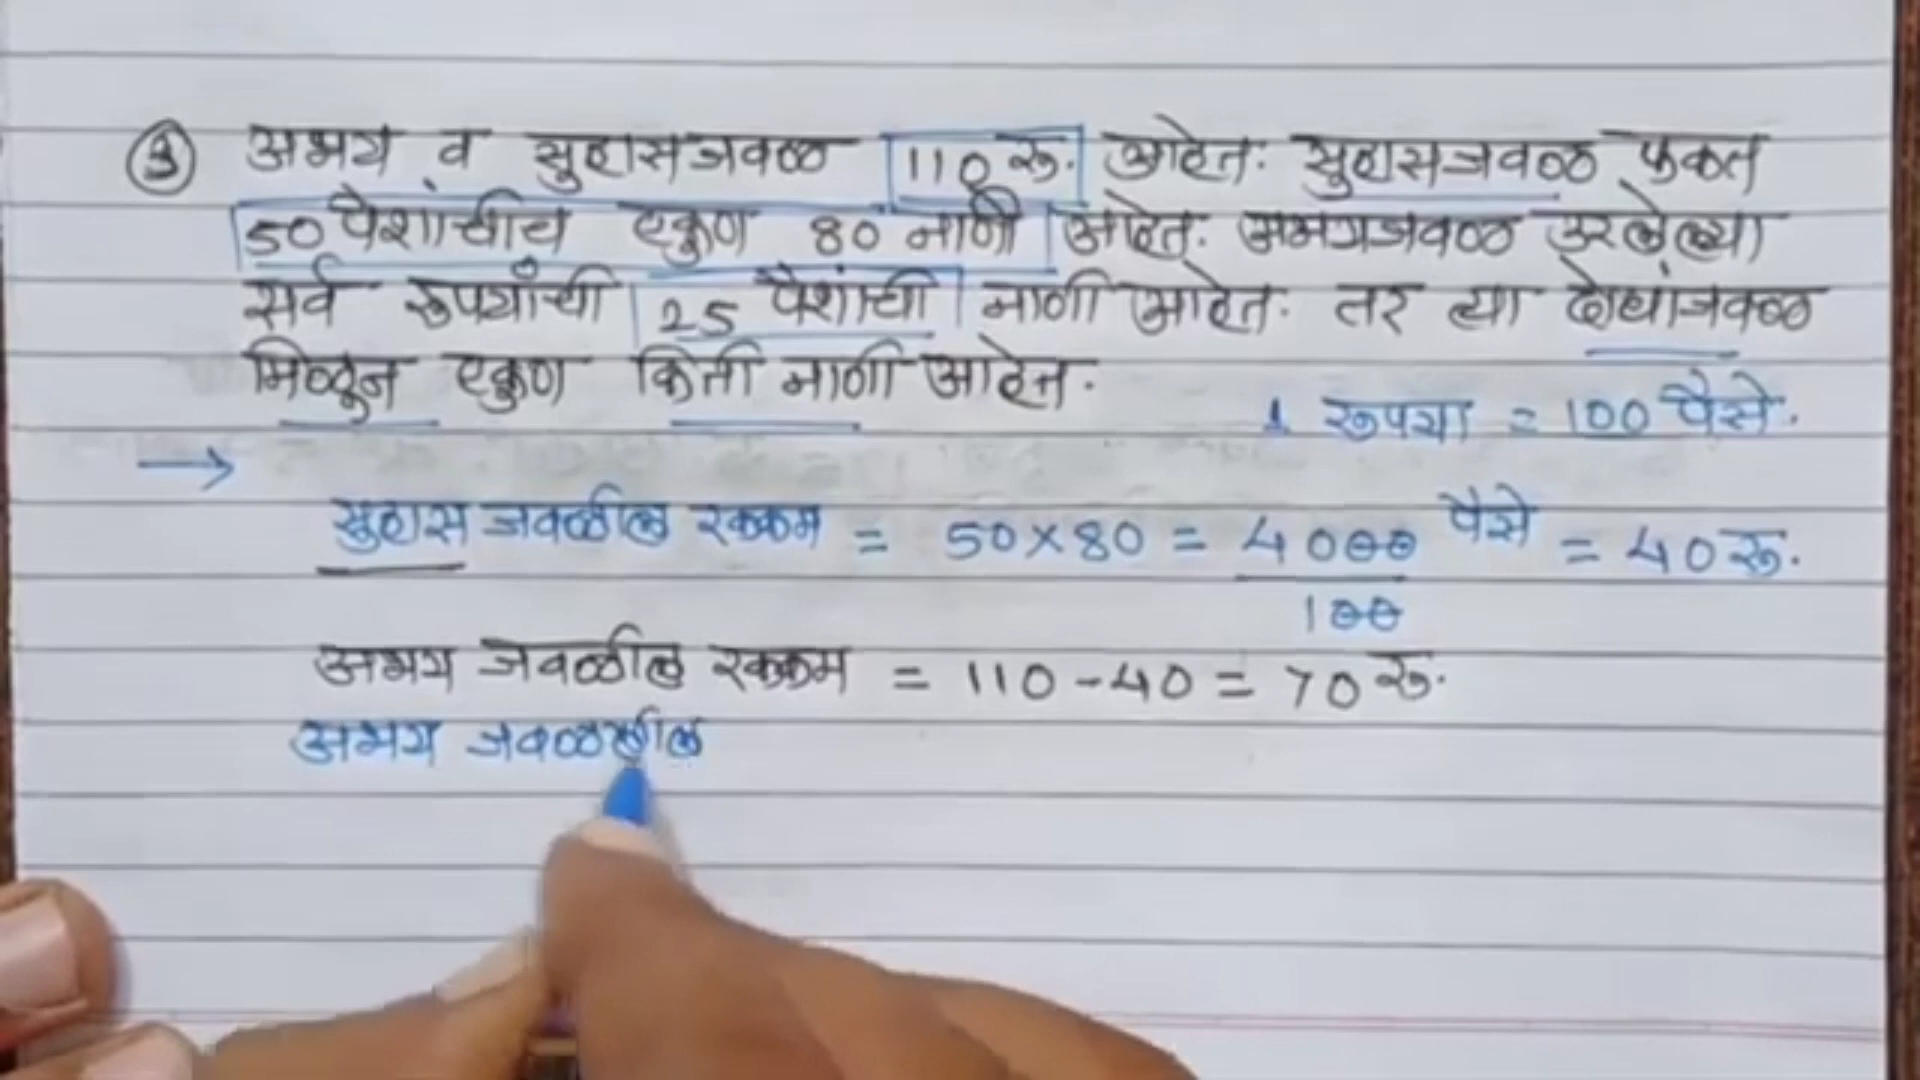 ③ अभय व सुहासजवळ 110 रु. आहेत. सुहासजवळ फक्त
50 पैशांचीच एकुण 80 नाणी आहेत. अभयजवळ उरलेल्या
सर्व रुपयांची 25 पैशांची नाणी आहेत. तर त्या दोघांजवळ
मिळून एकुण किती नाणी आहेत.
1 रुपया = 100 पैसे.
→
सुहास जवळील रक्कम = 50×80 = 4000 पैसे = 40 रु.
100
अभय जवळील रक्कम = 110-40 = 70 रु.
अभय जवळील